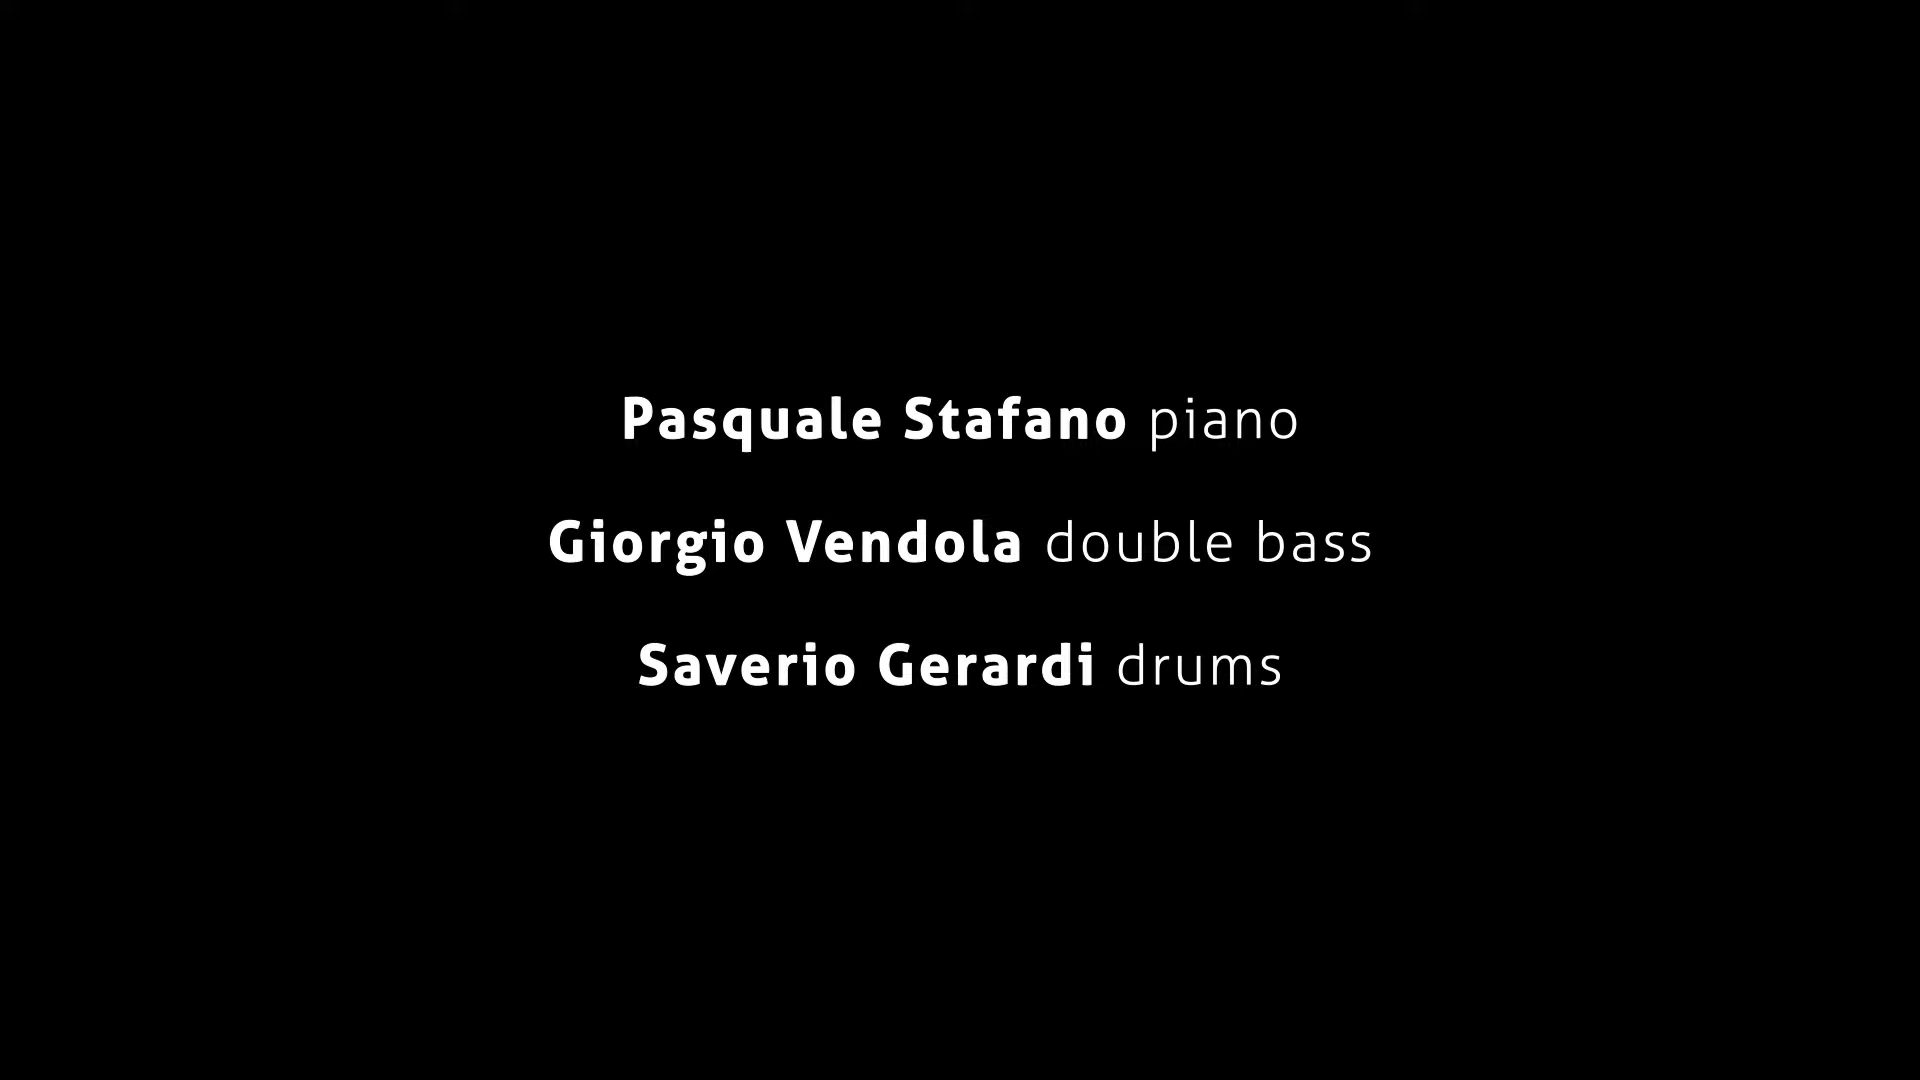 Pasquale Stafano piano
Giorgio Vendola double bass
Saverio Gerardi drums